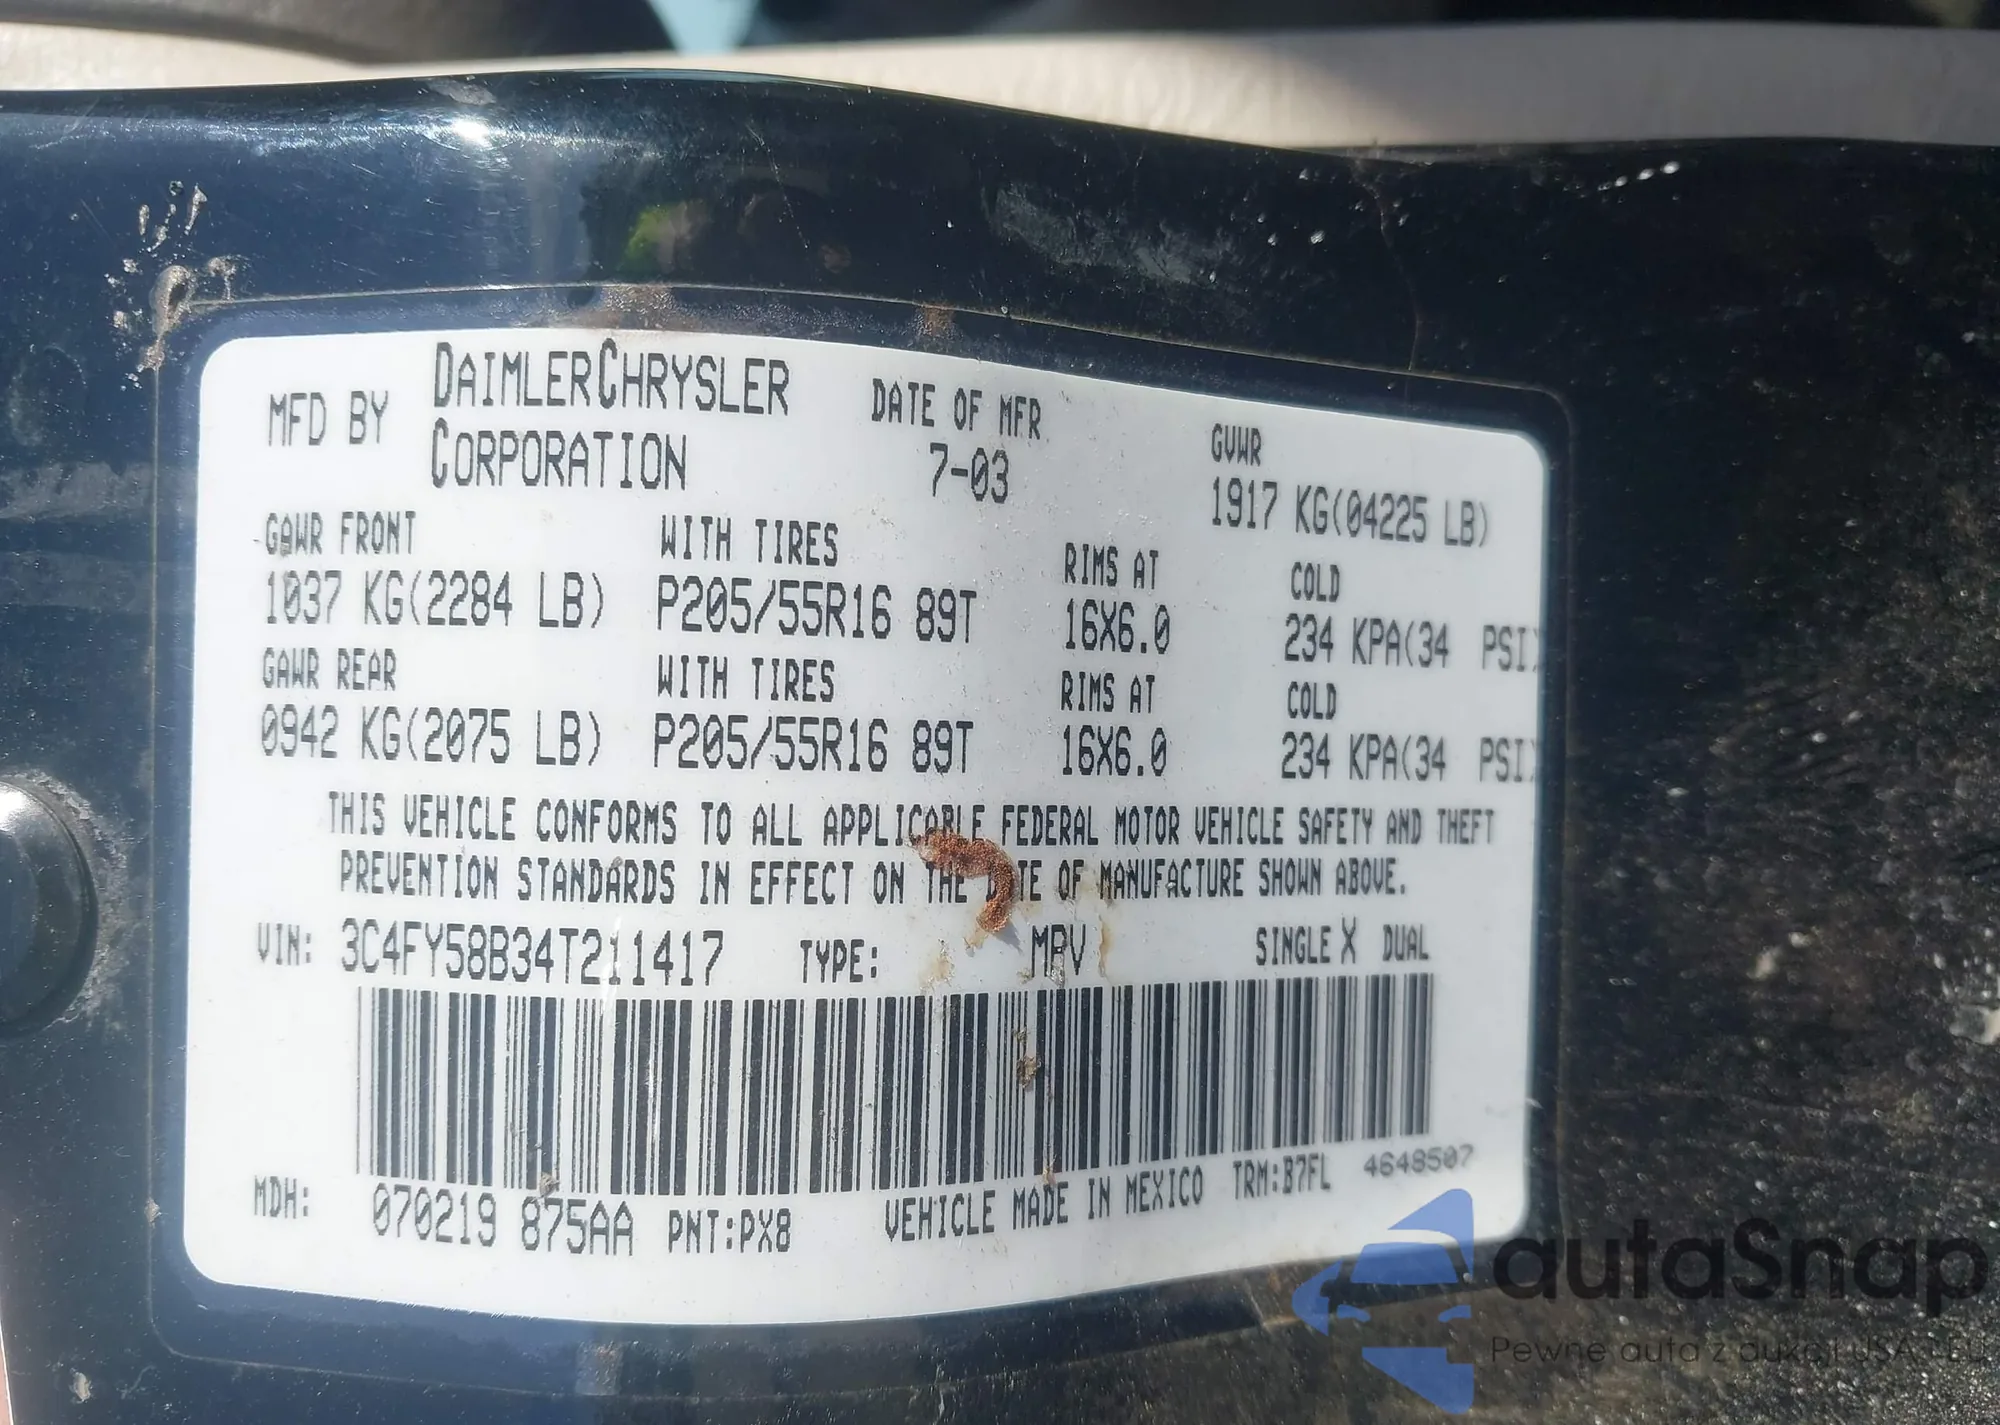 MFD BY DAIMLERCHRYSLER CORPORATION
DATE OF MFR
7-03
GVWR
1917 KG(04225 LB)
GAWR FRONT WITH TIRES RIMS AT COLD
1037 KG(2284 LB) P205/55R16 89T 16X6.0 234 KPA(34 PSI)
GAWR REAR WITH TIRES RIMS AT COLD
0942 KG(2075 LB) P205/55R16 89T 16X6.0 234 KPA(34 PSI)
THIS VEHICLE CONFORMS TO ALL APPLICABLE FEDERAL MOTOR VEHICLE SAFETY AND THEFT
PREVENTION STANDARDS IN EFFECT ON THE DATE OF MANUFACTURE SHOWN ABOVE.
VIN: 3C4FY58B34T211417 TYPE: MPV SINGLE X DUAL
MDH: 070219 875AA PNT:PX8 VEHICLE MADE IN MEXICO TRM:B7FL 4648507
autaSnap
Pewne auta z aukcji USA i EU